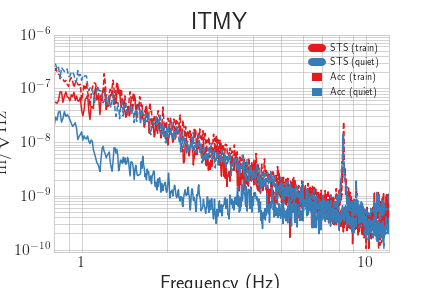 ITMY
10⁻⁶
STS (train)
STS (quiet)
Acc (train)
Acc (quiet)
10⁻⁷
10⁻⁸
m/√Hz
10⁻⁹
10⁻¹⁰
1
10
Frequency (Hz)